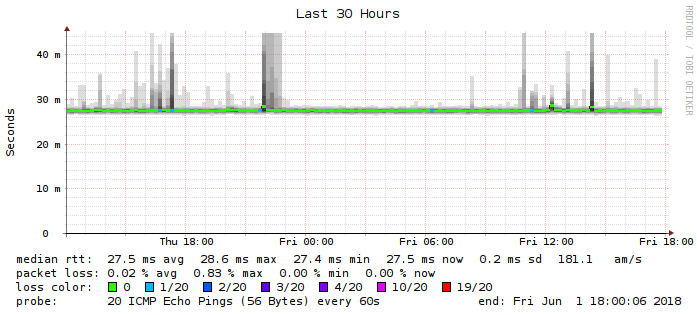 Last 30 Hours
RRDTOOL / TOBI OETIKER
Seconds
40 m
30 m
20 m
10 m
0
Thu 18:00 Fri 00:00 Fri 06:00 Fri 12:00 Fri 18:00
median rtt: 27.5 ms avg 28.6 ms max 27.4 ms min 27.5 ms now 0.2 ms sd 181.1 am/s
packet loss: 0.02 % avg 0.83 % max 0.00 % min 0.00 % now
loss color: 0 1/20 2/20 3/20 4/20 10/20 19/20
probe: 20 ICMP Echo Pings (56 Bytes) every 60s end: Fri Jun 1 18:00:06 2018